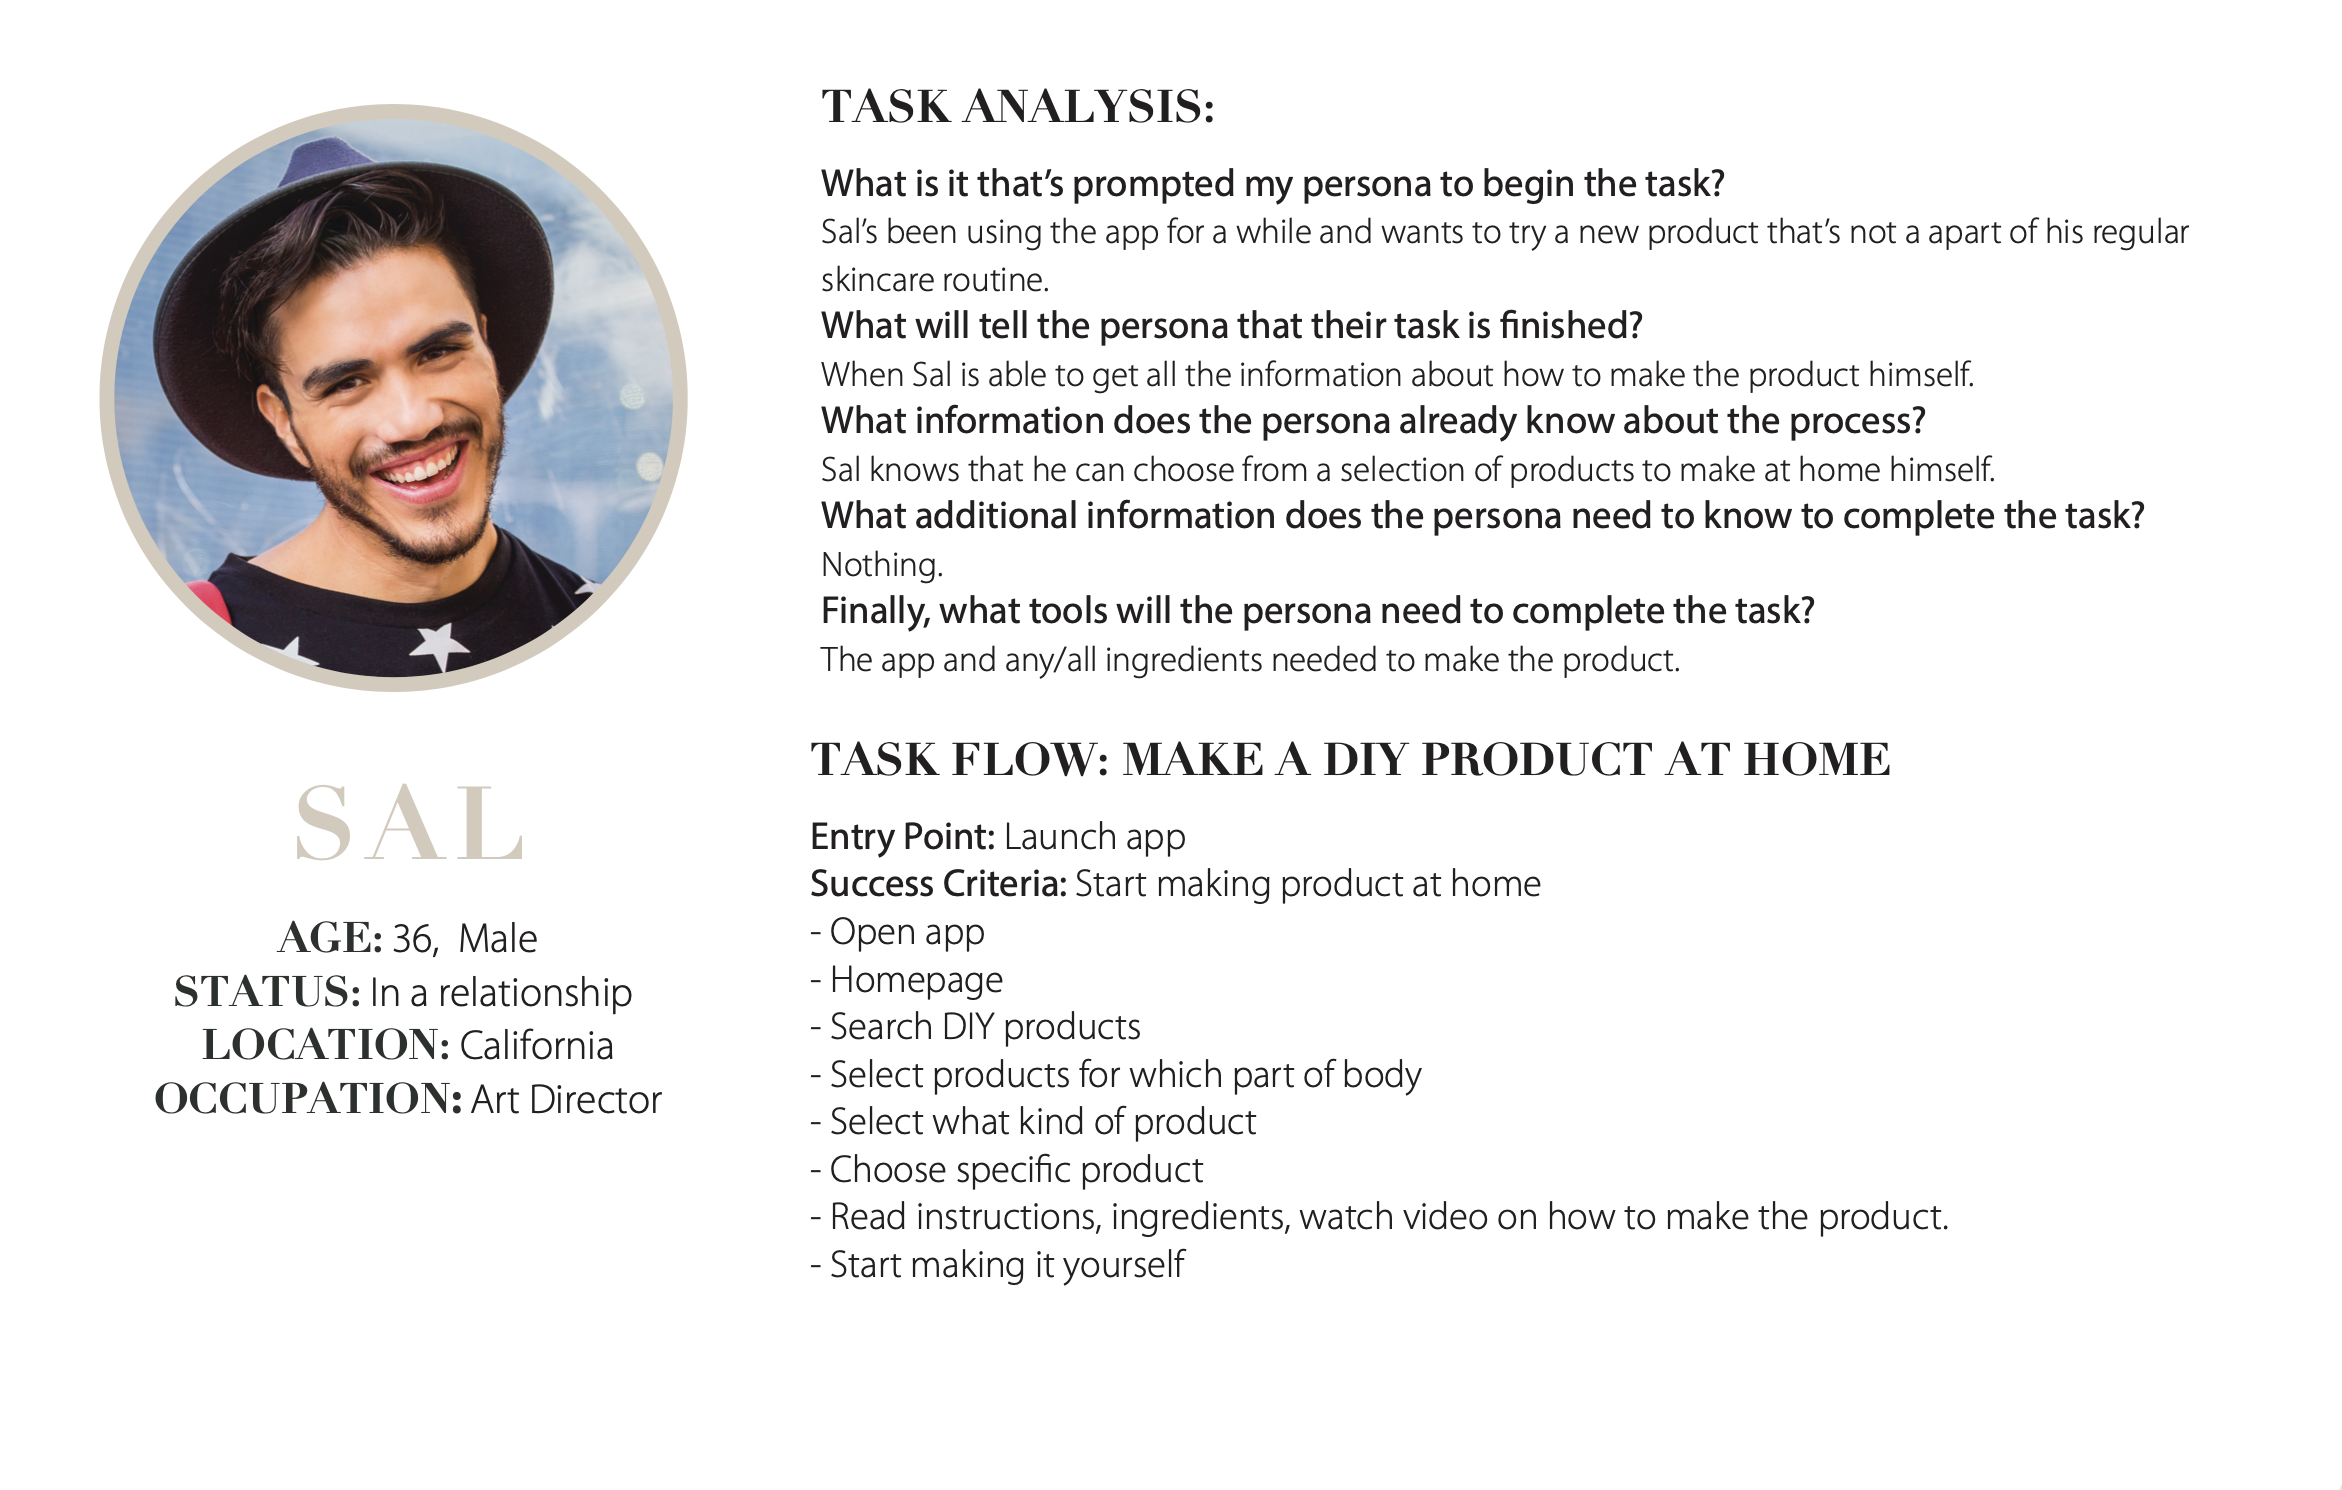 TASK ANALYSIS:
What is it that’s prompted my persona to begin the task?
Sal’s been using the app for a while and wants to try a new product that’s not a apart of his regular
skincare routine.
What will tell the persona that their task is finished?
When Sal is able to get all the information about how to make the product himself.
What information does the persona already know about the process?
Sal knows that he can choose from a selection of products to make at home himself.
What additional information does the persona need to know to complete the task?
Nothing.
Finally, what tools will the persona need to complete the task?
The app and any/all ingredients needed to make the product.
SAL
AGE: 36,  Male
STATUS: In a relationship
LOCATION: California
OCCUPATION: Art Director
TASK FLOW: MAKE A DIY PRODUCT AT HOME
Entry Point: Launch app
Success Criteria: Start making product at home
- Open app
- Homepage
- Search DIY products
- Select products for which part of body
- Select what kind of product
- Choose specific product
- Read instructions, ingredients, watch video on how to make the product.
- Start making it yourself